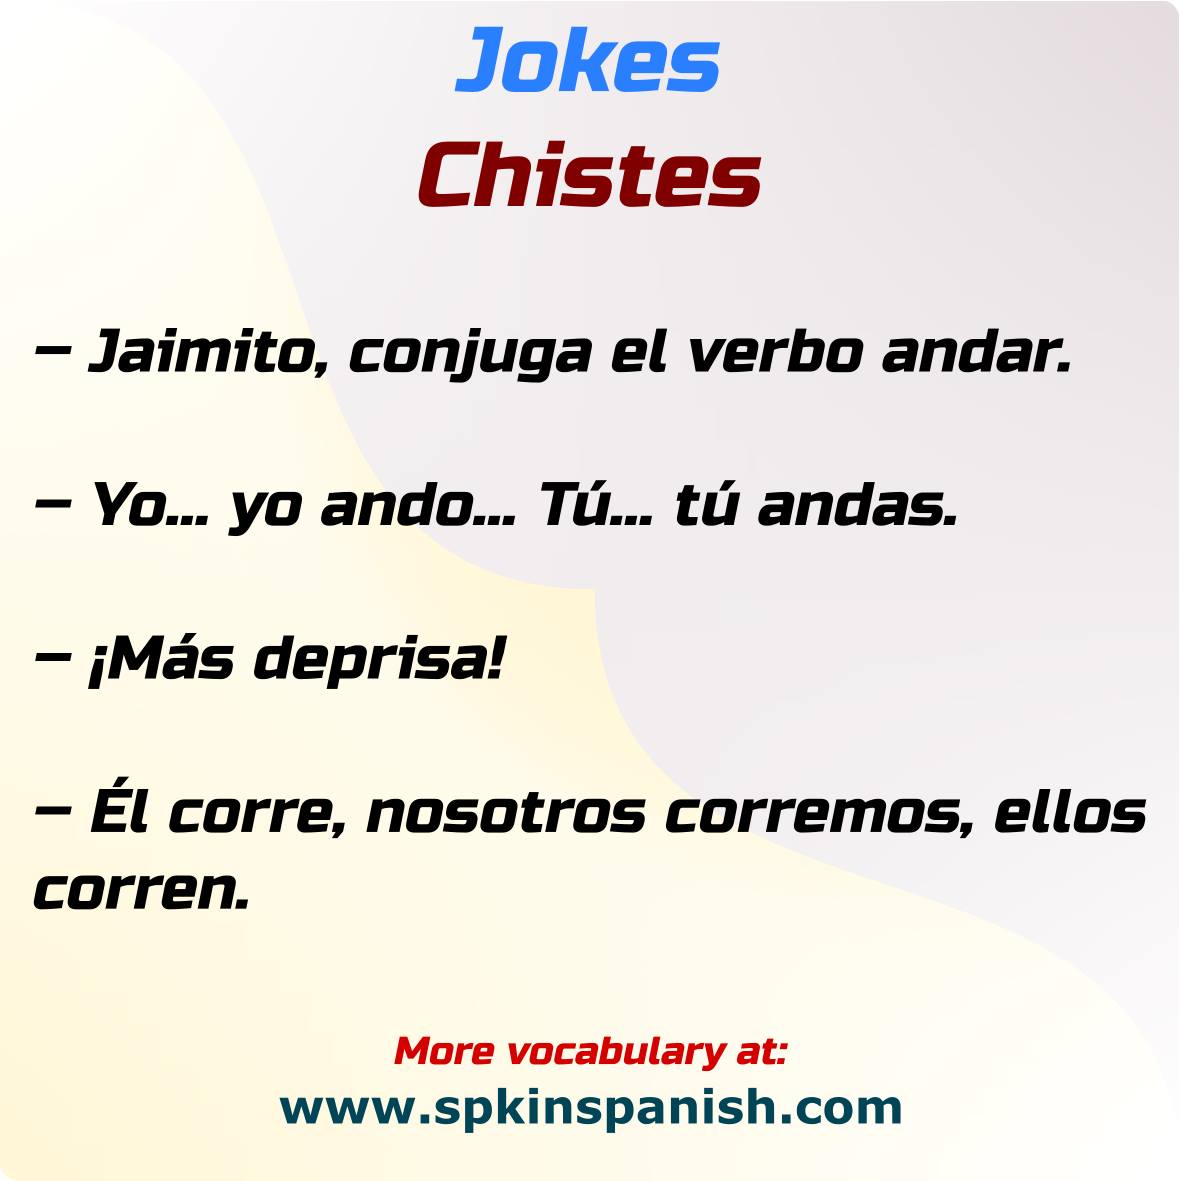 Jokes
Chistes
– Jaimito, conjuga el verbo andar.
– Yo... yo ando... Tú... tú andas.
– ¡Más deprisa!
– Él corre, nosotros corremos, ellos
corren.
More vocabulary at:
www.spkinspanish.com